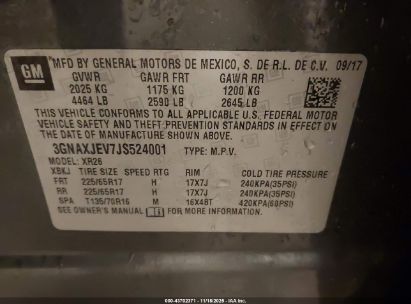 GM
MFD BY GENERAL MOTORS DE MEXICO, S. DE R.L. DE C.V. 09/17
GVWR GAWR FRT GAWR RR
2025 KG 1175 KG 1200 KG
4464 LB 2590 LB 2645 LB
THIS VEHICLE CONFORMS TO ALL APPLICABLE U.S. FEDERAL MOTOR
VEHICLE SAFETY AND THEFT PREVENTION STANDARDS IN EFFECT ON
THE DATE OF MANUFACTURE SHOWN ABOVE.
3GNAXJEV7JS524001 TYPE: M.P.V.
MODEL: XR26
XBKJ TIRE SIZE SPEED RTG RIM COLD TIRE PRESSURE
FRT 225/65R17 H 17X7J 240KPA(35PSI)
RR 225/65R17 H 17X7J 240KPA(35PSI)
SPA T135/70R16 M 16X4BT 420KPA(60PSI)
SEE OWNER'S MANUAL FOR MORE INFORMATION.